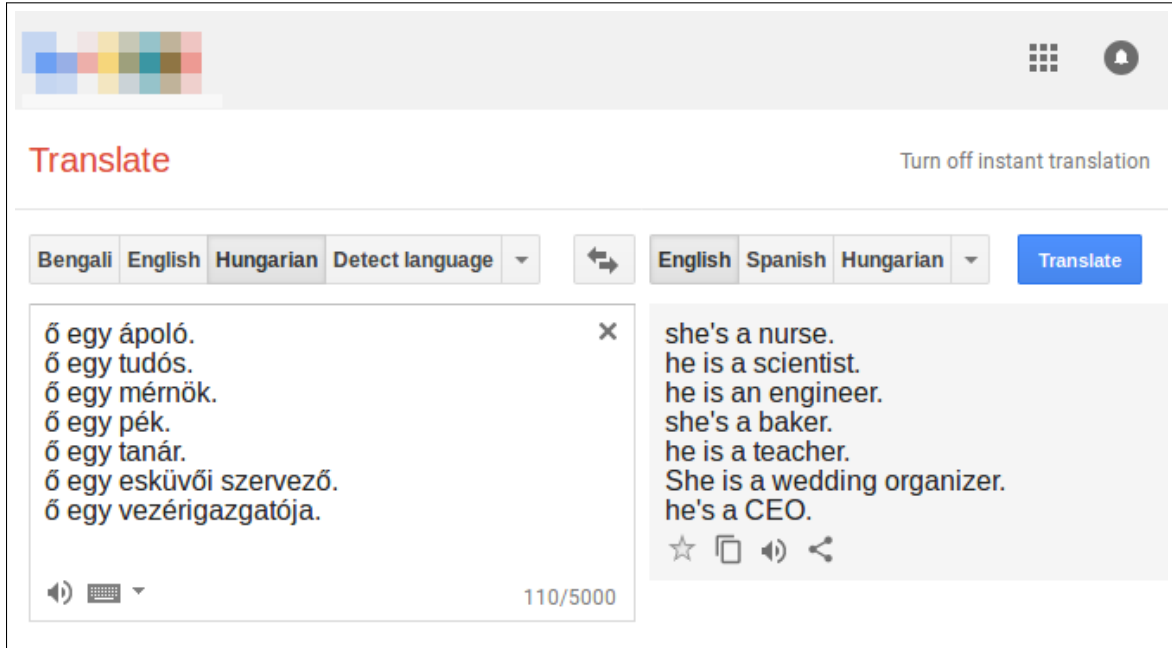 Translate
Turn off instant translation
Bengali English Hungarian Detect language
English Spanish Hungarian
Translate
ő egy ápoló.
ő egy tudós.
ő egy mérnök.
ő egy pék.
ő egy tanár.
ő egy esküvői szervező.
ő egy vezérigazgatója.
110/5000
she's a nurse.
he is a scientist.
he is an engineer.
she's a baker.
he is a teacher.
She is a wedding organizer.
he's a CEO.